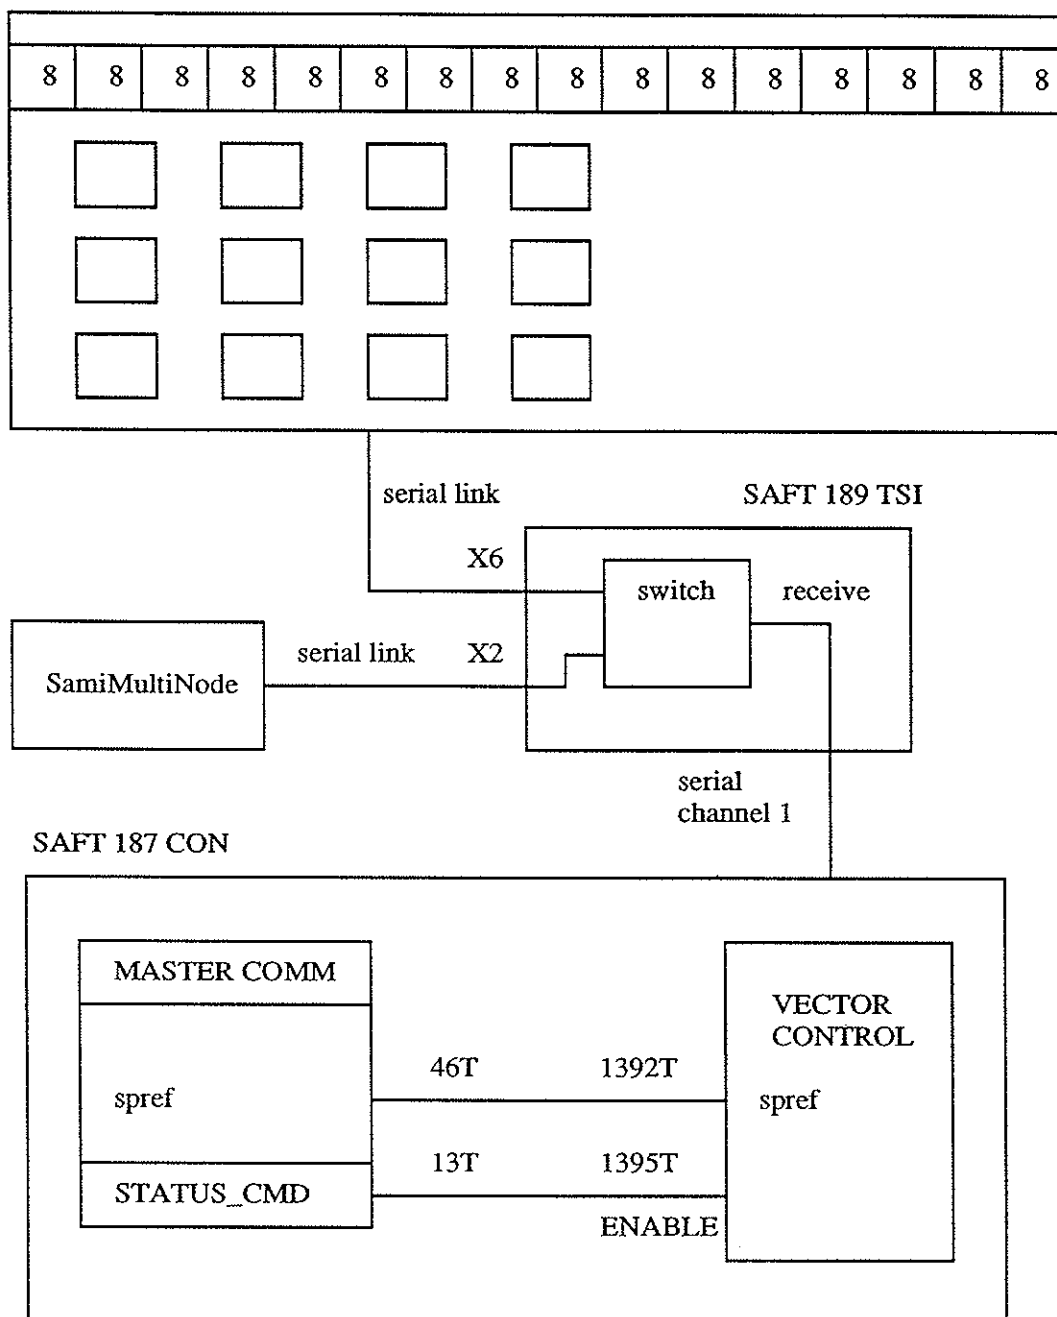 8 8 8 8 8 8 8 8 8 8 8 8 8 8 8 8
serial link
SAFT 189 TSI
X6
switch
receive
serial link
X2
SamiMultiNode
serial
channel 1
SAFT 187 CON
MASTER COMM
VECTOR
CONTROL
46T
1392T
spref
spref
13T
1395T
STATUS_CMD
ENABLE